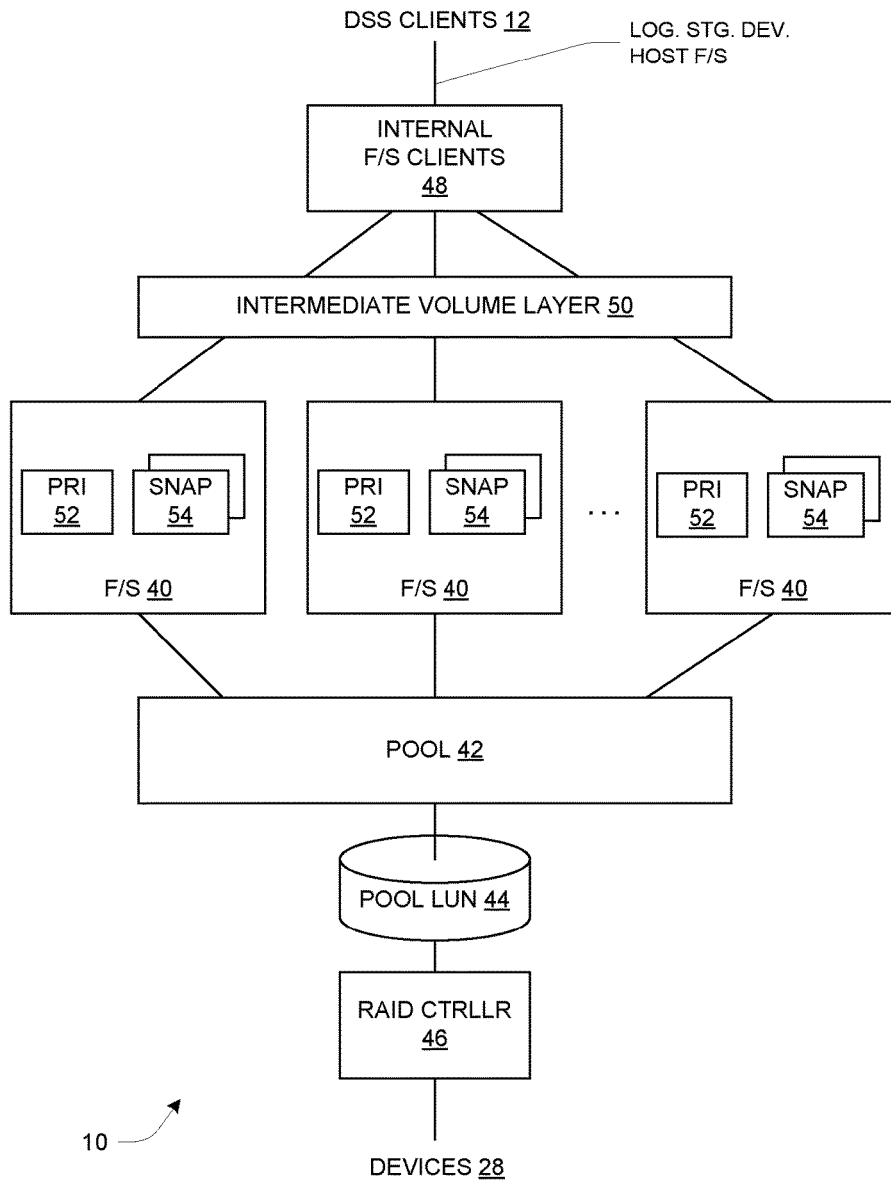 DSS CLIENTS 12
LOG. STG. DEV.
HOST F/S
INTERNAL
F/S CLIENTS
48
INTERMEDIATE VOLUME LAYER 50
PRI
52
SNAP
54
F/S 40
PRI
52
SNAP
54
F/S 40
...
PRI
52
SNAP
54
F/S 40
POOL 42
POOL LUN 44
RAID CTRLLR
46
10
DEVICES 28